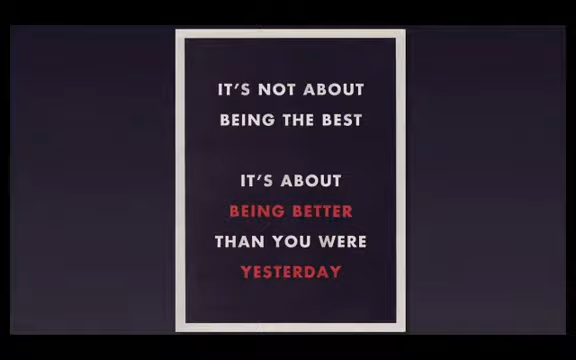 IT'S NOT ABOUT
BEING THE BEST
IT'S ABOUT
BEING BETTER
THAN YOU WERE
YESTERDAY